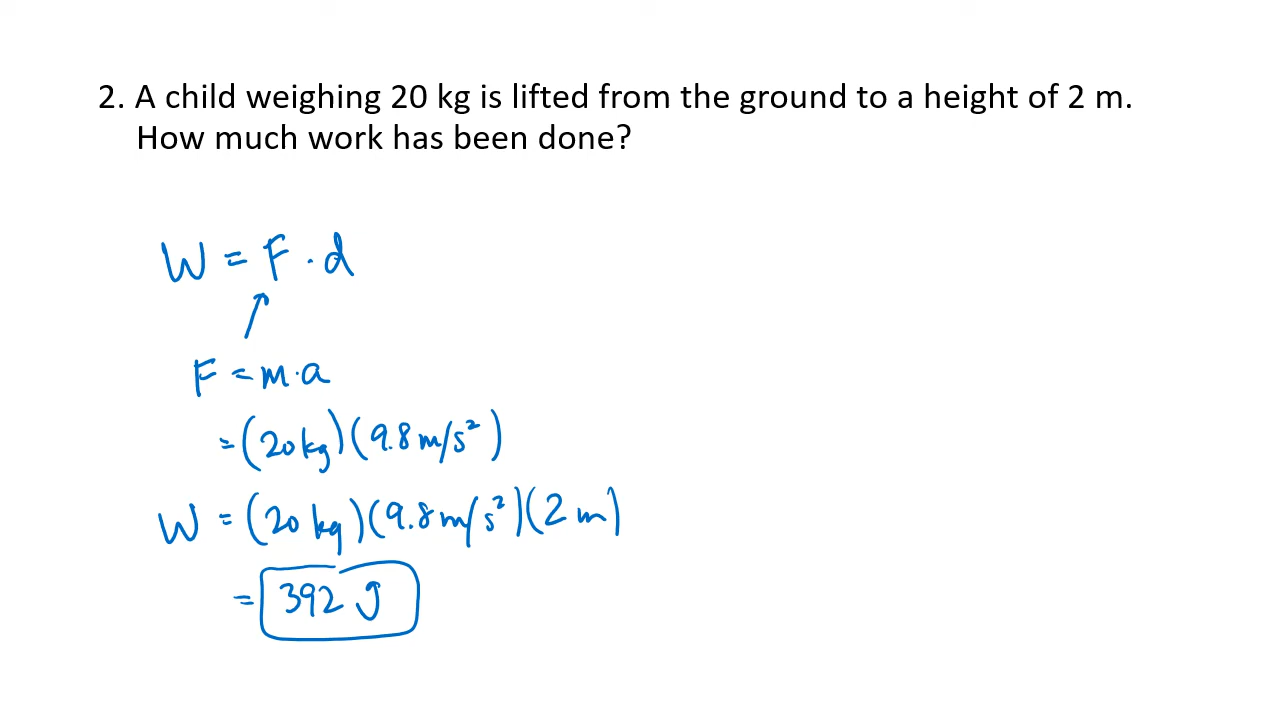 2. A child weighing 20 kg is lifted from the ground to a height of 2 m.
How much work has been done?
W = F · d
F = m · a
= (20 kg) (9.8 m/s²)
W = (20 kg) (9.8 m/s²) (2 m)
= 392 J